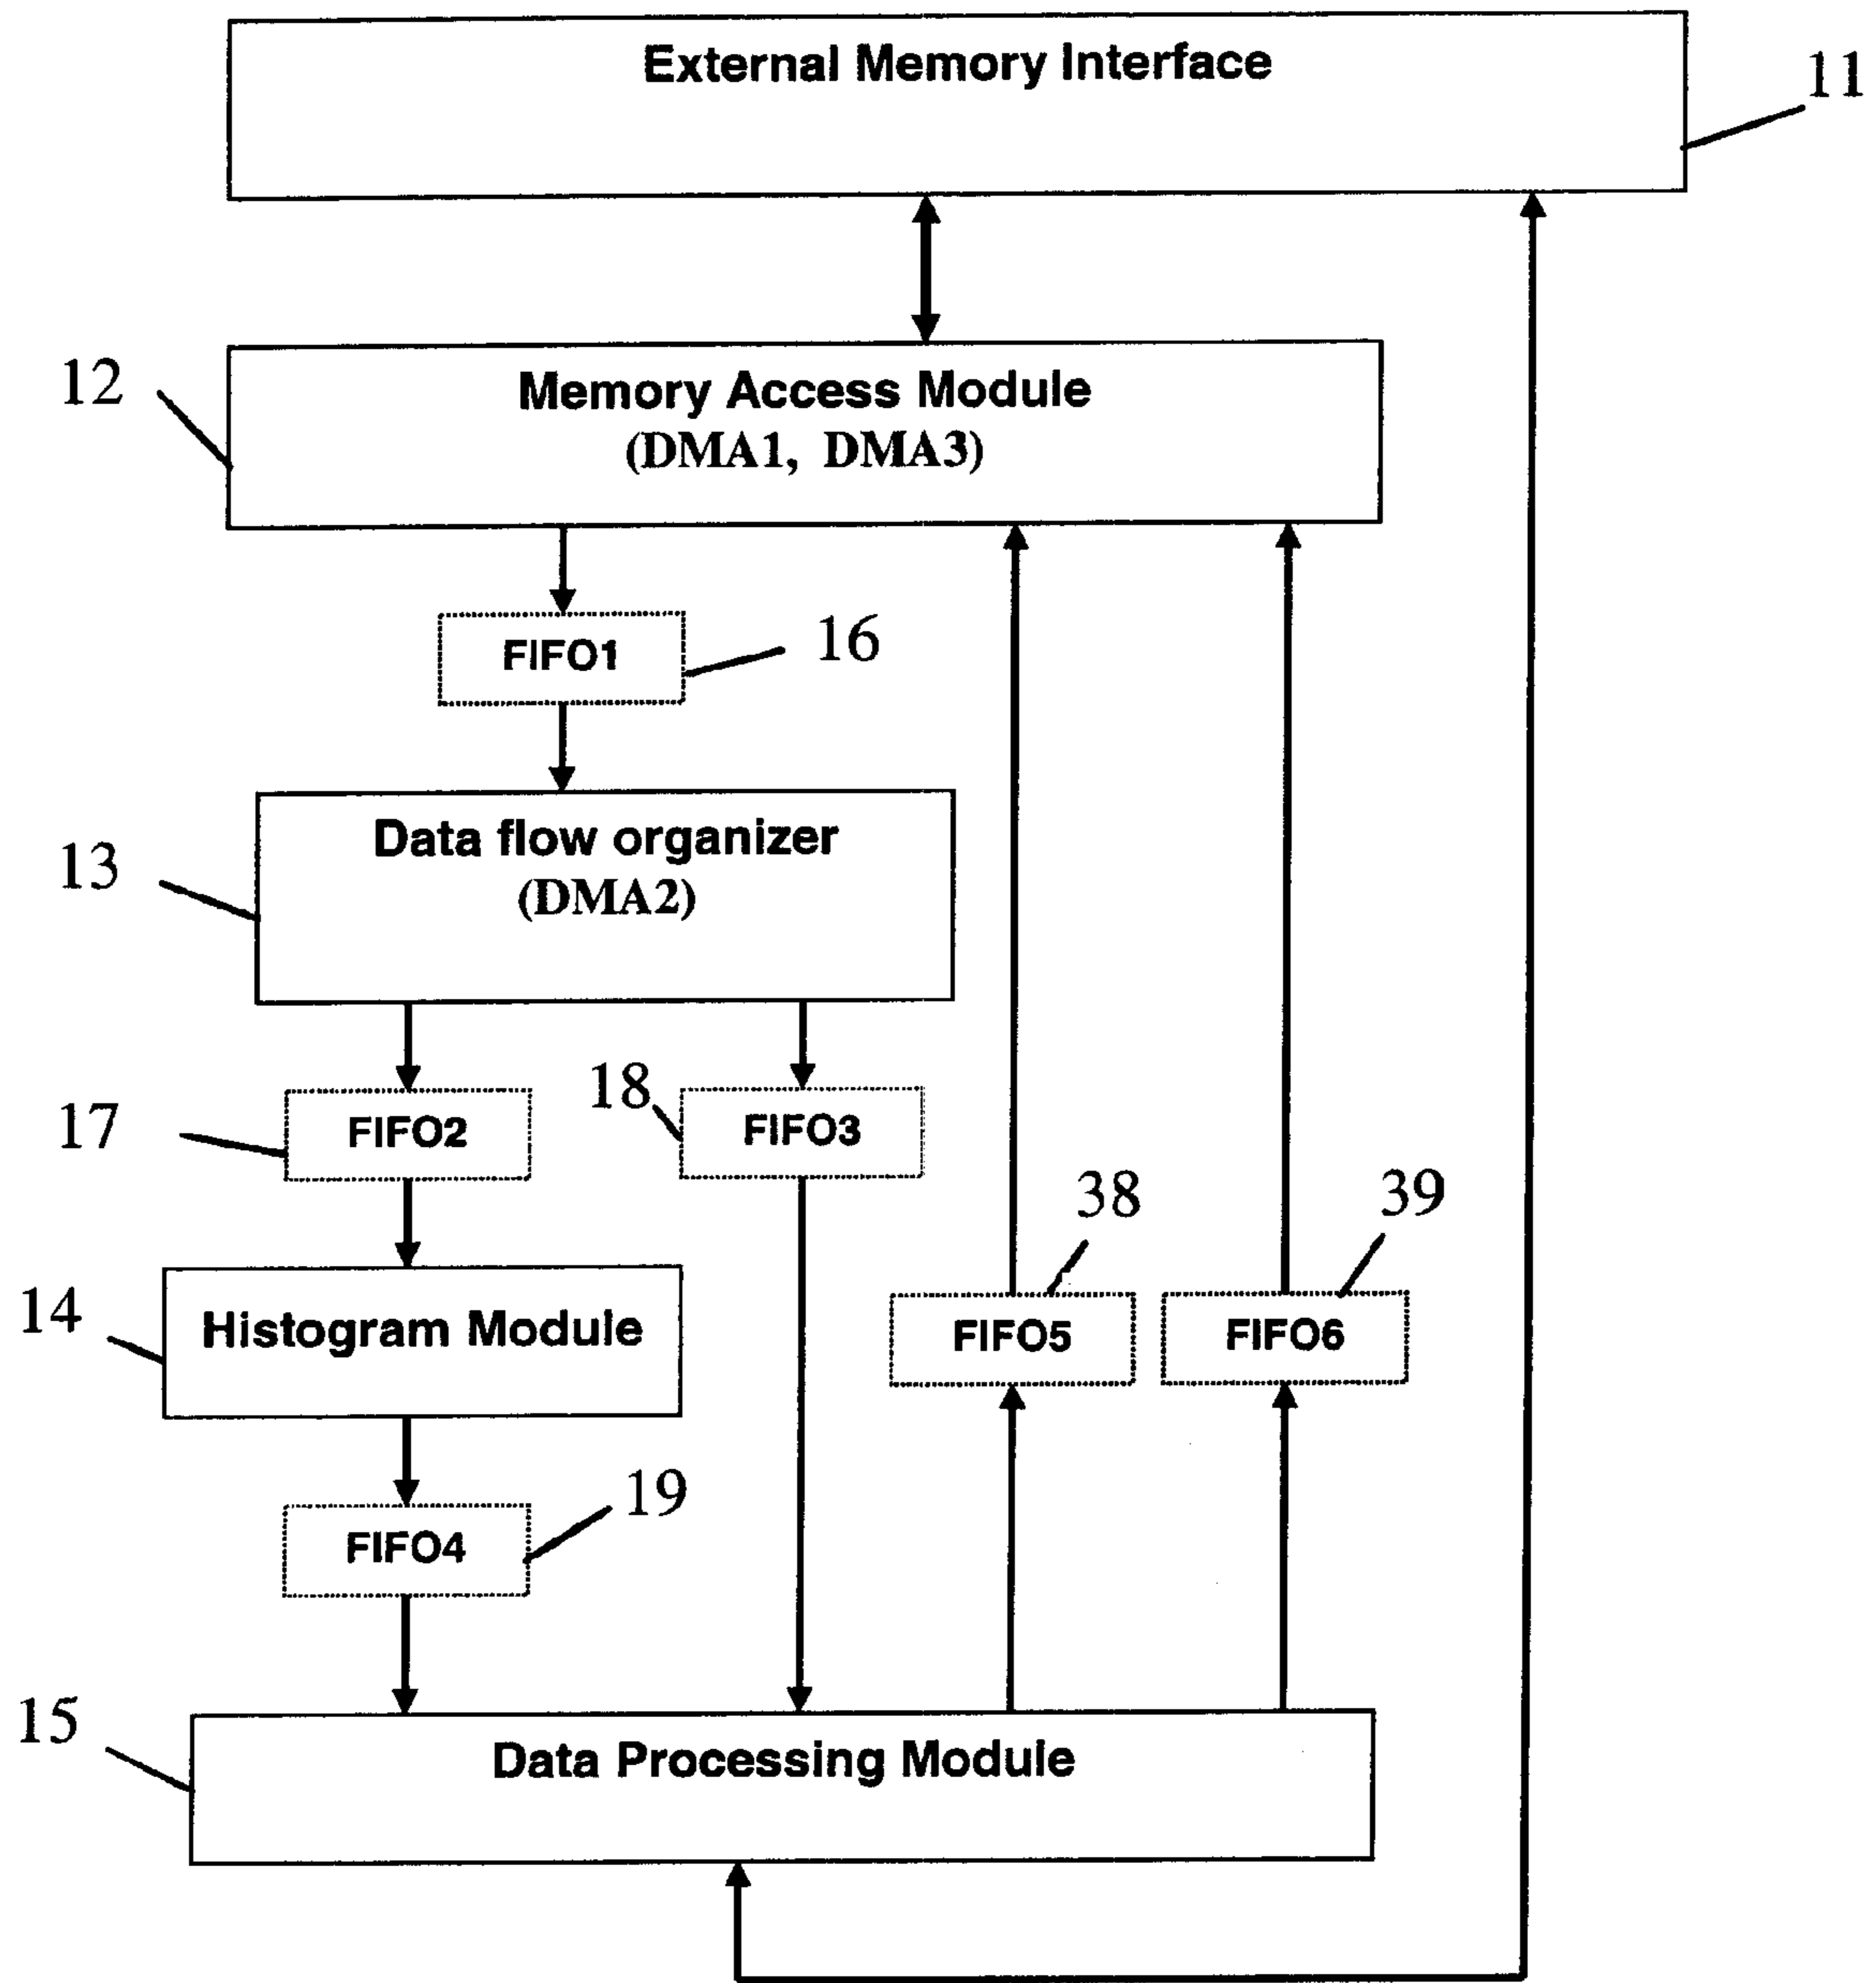 External Memory Interface
11
12
Memory Access Module
(DMA1, DMA3)
FIFO1
16
13
Data flow organizer
(DMA2)
17
FIFO2
18
FIFO3
38
39
14
Histogram Module
FIFO5
FIFO6
FIFO4
19
15
Data Processing Module